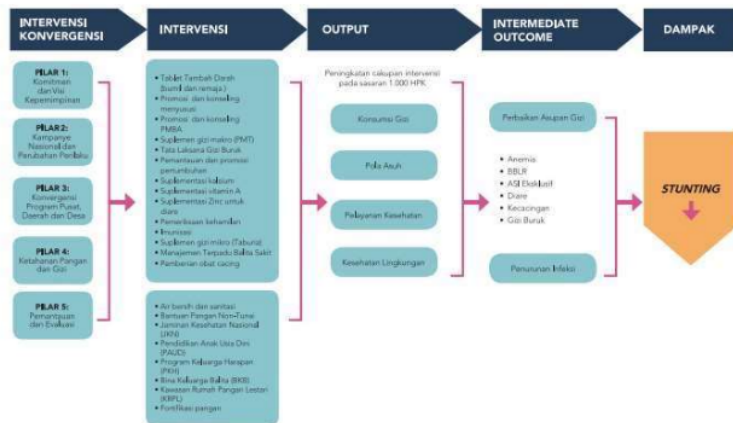 INTERVENSI
KONVERGENSI
INTERVENSI
OUTPUT
INTERMEDIATE
OUTCOME
DAMPAK
PILAR 1:
Komitmen
dan Visi
Kepemimpinan
PILAR 2:
Kampanye
Nasional dan
Perubahan Perilaku
PILAR 3:
Konvergensi
Program Pusat,
Daerah dan Desa
PILAR 4:
Ketahanan Pangan
dan Gizi
PILAR 5:
Pemantauan
dan Evaluasi
• Tablet Tambah Darah
(bumil dan remaja)
• Promosi dan konseling
menyusui
• Promosi dan konseling
PMBA
• Suplemen gizi makro (PMT)
• Tata Laksana Gizi Buruk
• Pemantauan dan promosi
pertumbuhan
• Suplementasi kalsium
• Suplementasi vitamin A
• Suplementasi Zinc untuk
diare
• Pemeriksaan kehamilan
• Imunisasi
• Suplemen gizi mikro (Taburia)
• Manajemen Terpadu Balita Sakit
• Pemberian obat cacing
• Air bersih dan sanitasi
• Bantuan Pangan Non-Tunai
• Jaminan Kesehatan Nasional
(JKN)
• Pendidikan Anak Usia Dini
(PAUD)
• Program Keluarga Harapan
(PKH)
• Bina Keluarga Balita (BKB)
• Kawasan Rumah Pangan Lestari
(KRPL)
• Fortifikasi pangan
Peningkatan cakupan intervensi
pada sasaran 1.000 HPK
Konsumsi Gizi
Pola Asuh
Pelayanan Kesehatan
Kesehatan Lingkungan
Perbaikan Asupan Gizi
• Anemia
• BBLR
• ASI Eksklusif
• Diare
• Kecacingan
• Gizi Buruk
Penurunan Infeksi
STUNTING